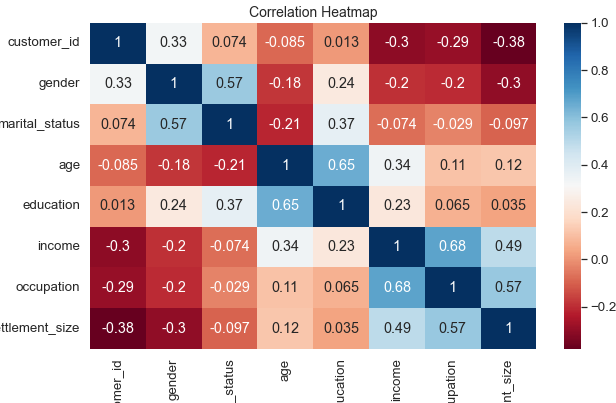 Correlation Heatmap
customer_id 1 0.33 0.074 -0.085 0.013 -0.3 -0.29 -0.38
gender 0.33 1 0.57 -0.18 0.24 -0.2 -0.2 -0.3
marital_status 0.074 0.57 1 -0.21 0.37 -0.074 -0.029 -0.097
age -0.085 -0.18 -0.21 1 0.65 0.34 0.11 0.12
education 0.013 0.24 0.37 0.65 1 0.23 0.065 0.035
income -0.3 -0.2 -0.074 0.34 0.23 1 0.68 0.49
occupation -0.29 -0.2 -0.029 0.11 0.065 0.68 1 0.57
ettlement_size -0.38 -0.3 -0.097 0.12 0.035 0.49 0.57 1
omer_id gender _status age ucation income upation nt_size
1.0
0.8
0.6
0.4
0.2
0.0
−0.2